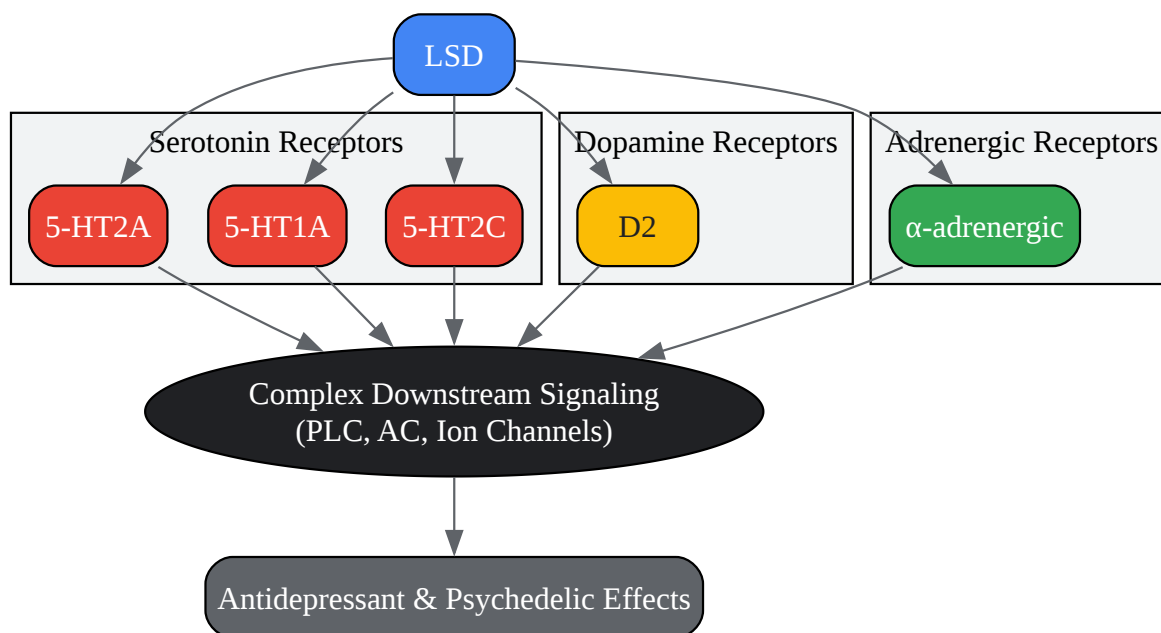 LSD
Serotonin Receptors
Dopamine Receptors
Adrenergic Receptors
5-HT2A
5-HT1A
5-HT2C
D2
α-adrenergic
Complex Downstream Signaling
(PLC, AC, Ion Channels)
Antidepressant & Psychedelic Effects